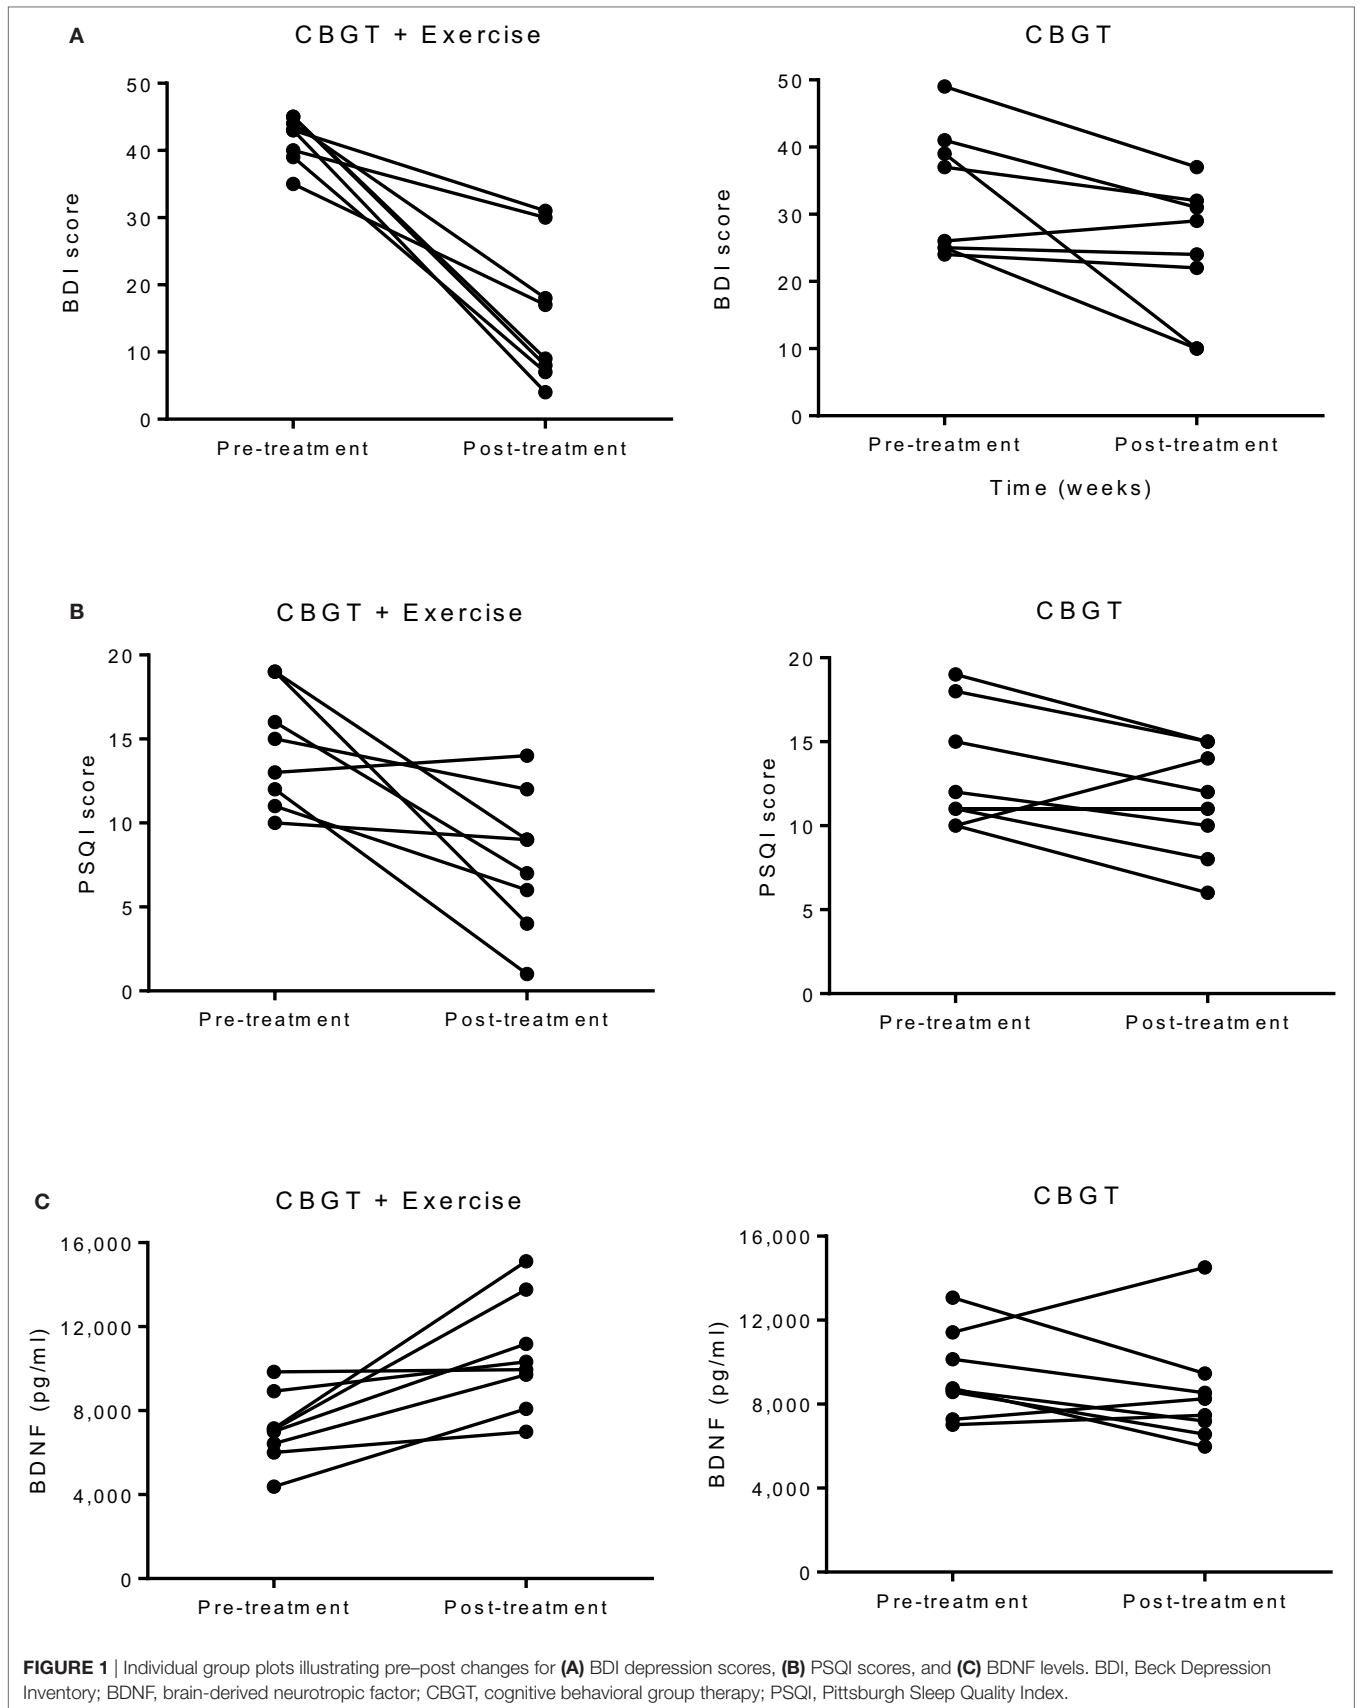 A
CBGT + Exercise
50
40
30
20
10
0
BDI score
Pre-treatment
Post-treatment
CBGT
50
40
30
20
10
0
BDI score
Pre-treatment
Post-treatment
Time (weeks)
B
CBGT + Exercise
20
15
10
5
0
PSQI score
Pre-treatment
Post-treatment
CBGT
20
15
10
5
0
PSQI score
Pre-treatment
Post-treatment
C
CBGT + Exercise
16,000
12,000
8,000
4,000
0
BDNF (pg/ml)
Pre-treatment
Post-treatment
CBGT
16,000
12,000
8,000
4,000
0
BDNF (pg/ml)
Pre-treatment
Post-treatment
FIGURE 1 | Individual group plots illustrating pre–post changes for (A) BDI depression scores, (B) PSQI scores, and (C) BDNF levels. BDI, Beck Depression
Inventory; BDNF, brain-derived neurotropic factor; CBGT, cognitive behavioral group therapy; PSQI, Pittsburgh Sleep Quality Index.